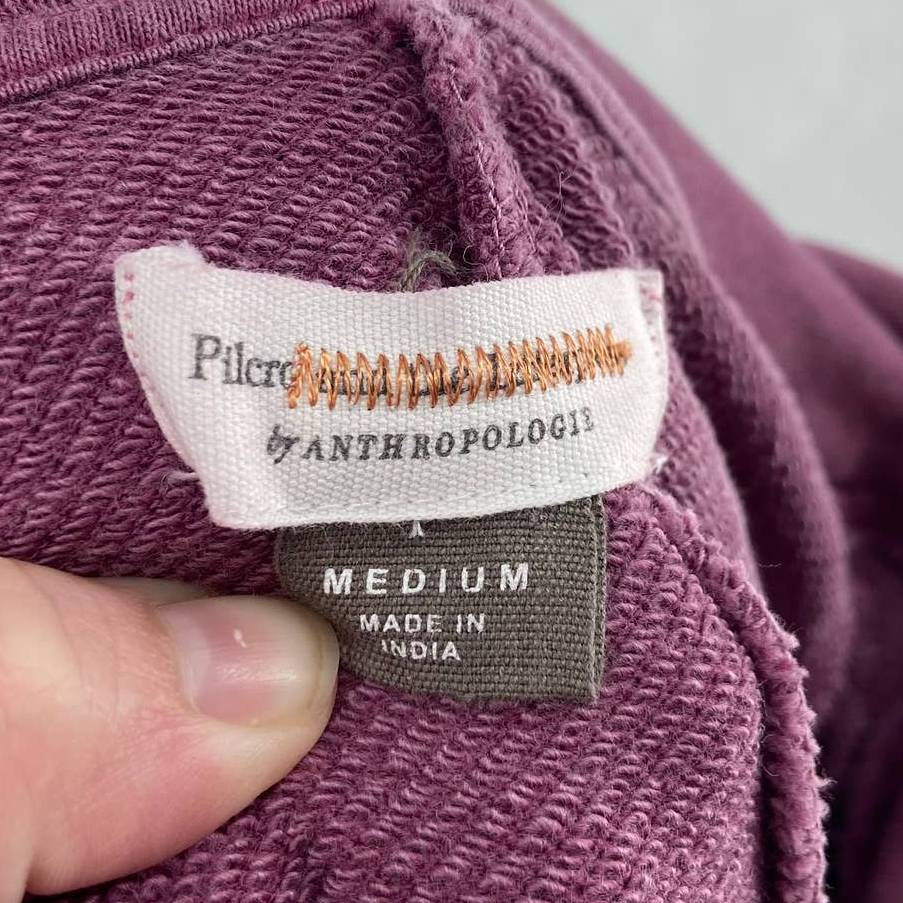 Pilcro
by ANTHROPOLOGIE
MEDIUM
MADE IN
INDIA